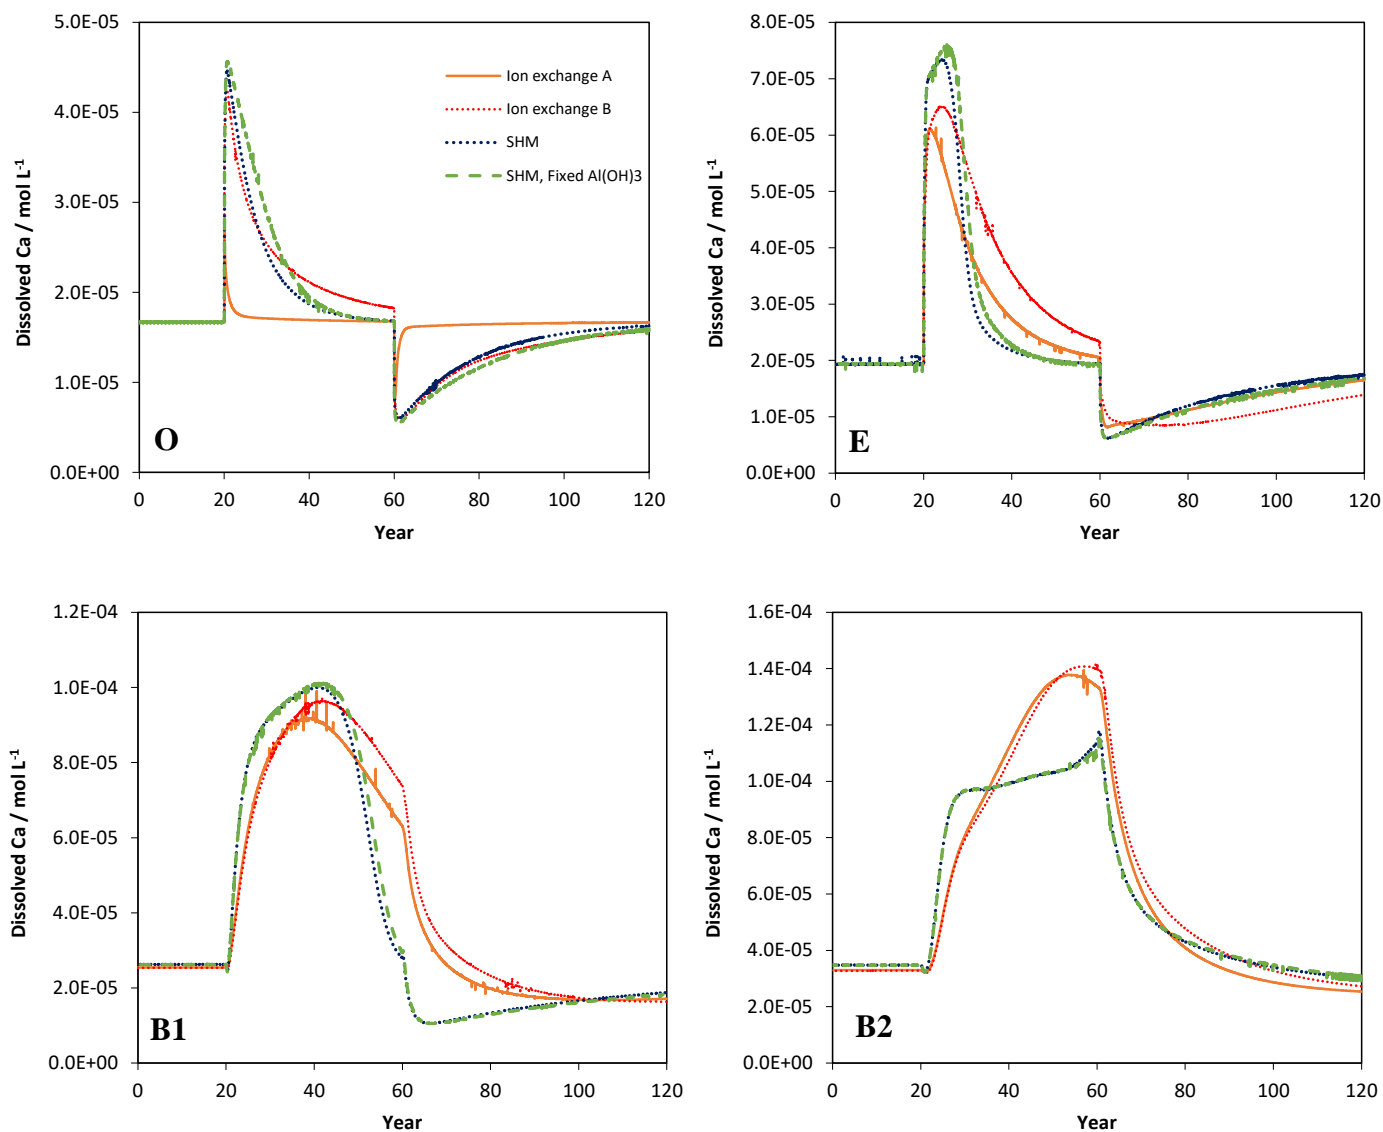 5.0E-05
4.0E-05
3.0E-05
2.0E-05
1.0E-05
0.0E+00
Dissolved Ca / mol L-1
Ion exchange A
Ion exchange B
SHM
SHM, Fixed Al(OH)3
O
0 20 40 60 80 100 120
Year
8.0E-05
7.0E-05
6.0E-05
5.0E-05
4.0E-05
3.0E-05
2.0E-05
1.0E-05
0.0E+00
Dissolved Ca / mol L-1
E
0 20 40 60 80 100 120
Year
1.2E-04
1.0E-04
8.0E-05
6.0E-05
4.0E-05
2.0E-05
0.0E+00
Dissolved Ca / mol L-1
B1
0 20 40 60 80 100 120
Year
1.6E-04
1.4E-04
1.2E-04
1.0E-04
8.0E-05
6.0E-05
4.0E-05
2.0E-05
0.0E+00
Dissolved Ca / mol L-1
B2
0 20 40 60 80 100 120
Year